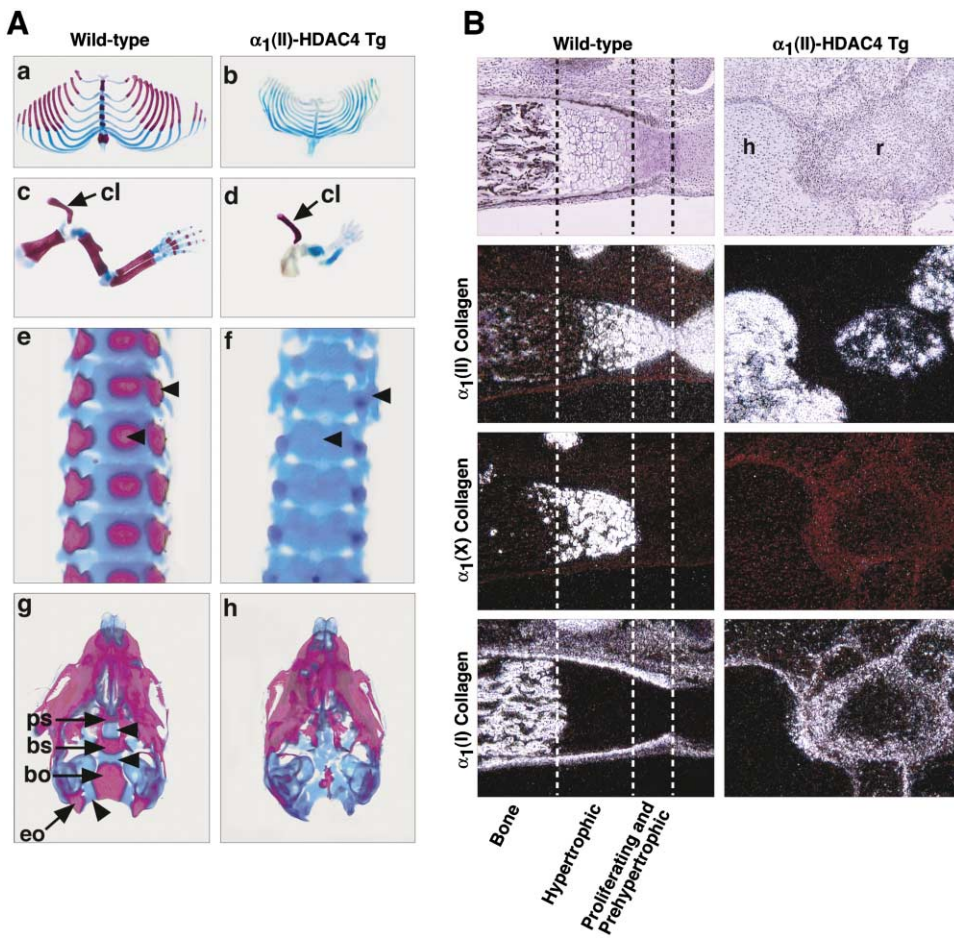 A
Wild-type
α1(II)-HDAC4 Tg
a
b
c
cl
d
cl
e
f
g
ps
bs
bo
eo
h
B
Wild-type
α1(II)-HDAC4 Tg
h
r
α1(II) Collagen
α1(X) Collagen
α1(I) Collagen
Bone
Hypertrophic
Proliferating and
Prehypertrophic